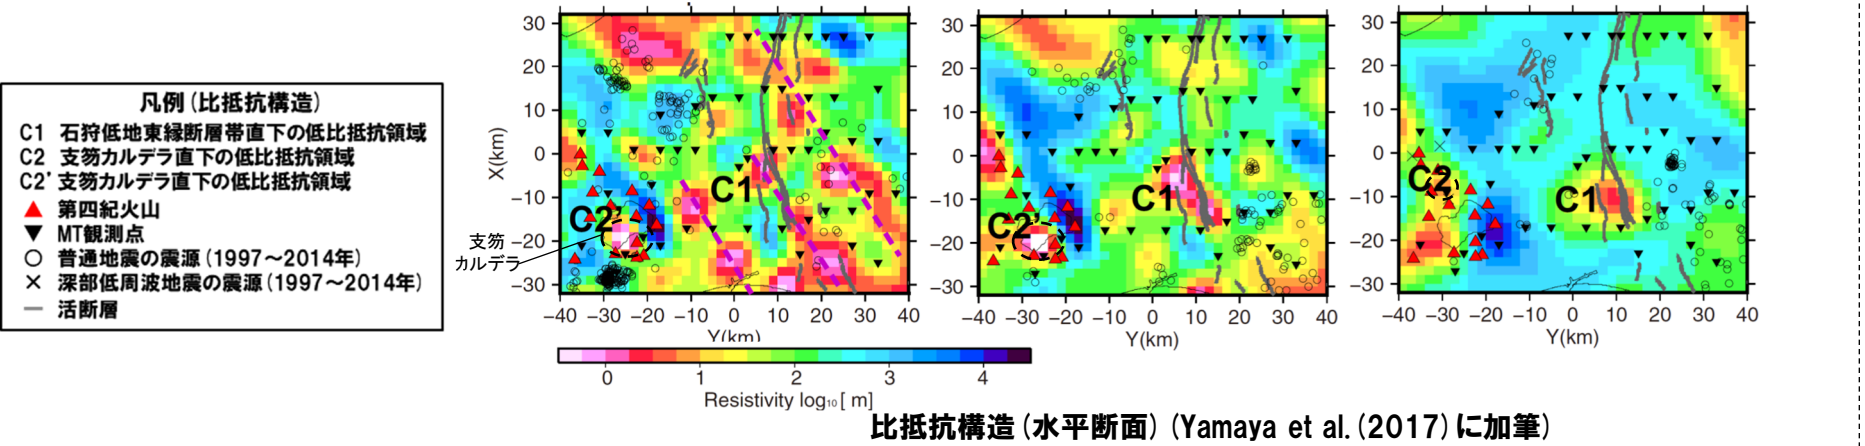 凡例(比抵抗構造)
C1 石狩低地東縁断層帯直下の低比抵抗領域
C2 支笏カルデラ直下の低比抵抗領域
C2' 支笏カルデラ直下の低比抵抗領域
第四紀火山
MT観測点
普通地震の震源(1997～2014年)
深部低周波地震の震源(1997～2014年)
活断層
X(km)
30
20
10
0
−10
−20
−30
−40 −30 −20 −10 0 10 20 30 40
Y(km)
C1
C2'
支笏
カルデラ
30
20
10
0
−10
−20
−30
−40 −30 −20 −10 0 10 20 30 40
Y(km)
C1
C2'
30
20
10
0
−10
−20
−30
−40 −30 −20 −10 0 10 20 30 40
Y(km)
C1
C2
0 1 2 3 4
Resistivity log10 [ m]
比抵抗構造(水平断面)(Yamaya et al.(2017)に加筆)